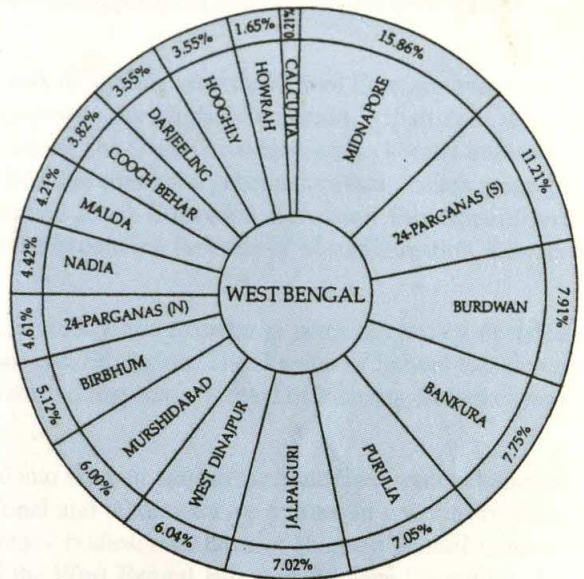 WEST BENGAL
15.86%
MIDNAPORE
11.21%
24-PARGANAS (S)
7.91%
BURDWAN
7.75%
BANKURA
7.05%
PURULIA
7.02%
JALPAIGURI
6.04%
WEST DINAJPUR
6.00%
MURSHIDABAD
5.12%
BIRBHUM
4.61%
24-PARGANAS (N)
4.42%
NADIA
4.21%
MALDA
3.82%
COOCH BEHAR
3.55%
DARJEELING
3.55%
HOOGHLY
1.65%
HOWRAH
0.21%
CALCUTTA